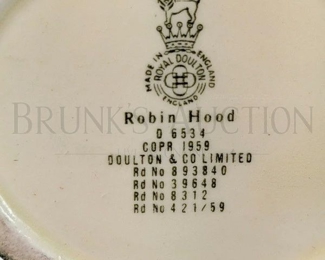 MADE IN ENGLAND
ROYAL DOULTON
ENGLAND
BRUNK'S AUCTION
Robin Hood
D 6534
COPR 1959
DOULTON & CO LIMITED
Rd No 893840
Rd No 39648
Rd No 8312
Rd No 421/59